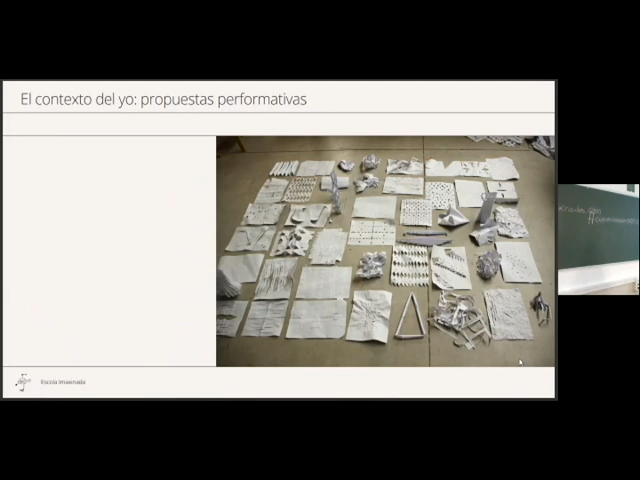 El contexto del yo: propuestas performativas
Escola Imaginada